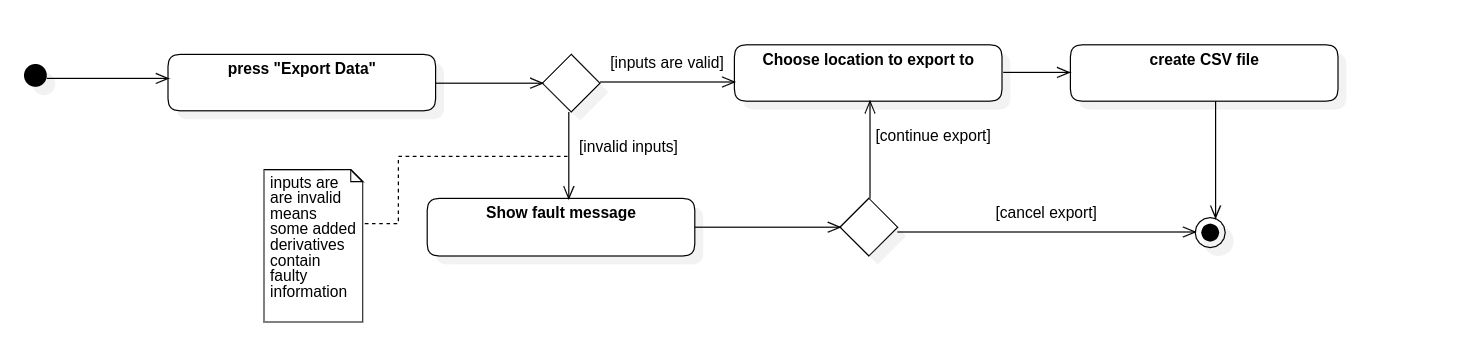 press "Export Data"
[inputs are valid]
Choose location to export to
create CSV file
[invalid inputs]
[continue export]
inputs are
are invalid
means
some added
derivatives
contain
faulty
information
Show fault message
[cancel export]